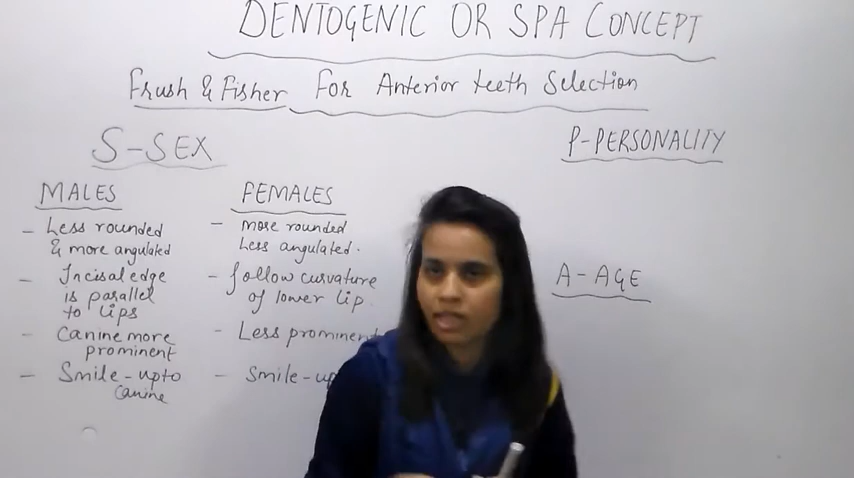 DENTOGENIC OR SPA CONCEPT
Frush & Fisher For Anterior teeth Selection
S-SEX
P-PERSONALITY
MALES
- Less rounded
& more angulated
- Incisal edge
is parallel
to lips
- Canine more
prominent
- Smile - upto
canine
FEMALES
- more rounded
Less angulated.
- follow curvature
of lower lip
- Less prominent
- Smile - up
A-AGE